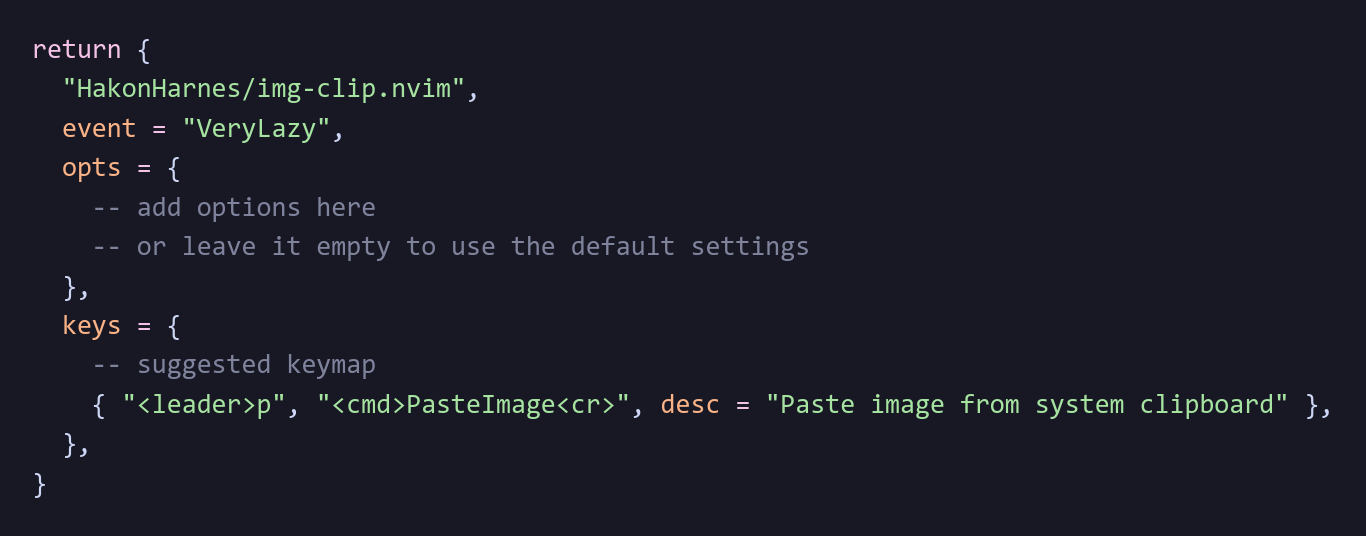 return {
  "HakonHarnes/img-clip.nvim",
  event = "VeryLazy",
  opts = {
    -- add options here
    -- or leave it empty to use the default settings
  },
  keys = {
    -- suggested keymap
    { "<leader>p", "<cmd>PasteImage<cr>", desc = "Paste image from system clipboard" },
  },
}